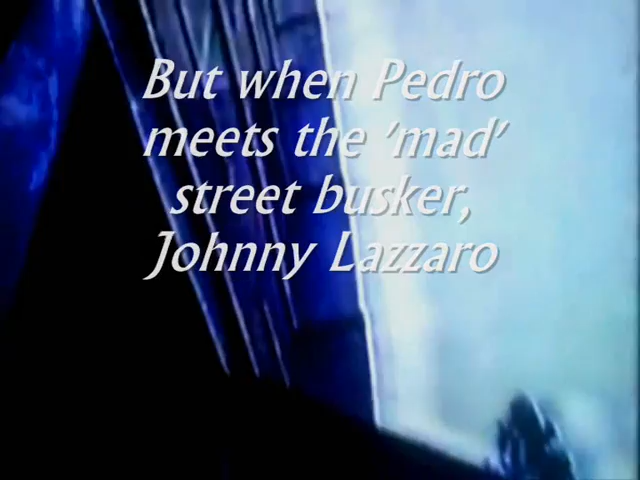 But when Pedro
meets the 'mad'
street busker,
Johnny Lazzaro